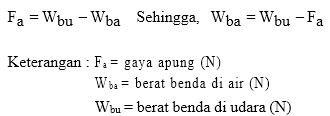 Fa = Wbu − Wba Sehingga, Wba = Wbu − Fa
Keterangan : Fa = gaya apung (N)
Wba = berat benda di air (N)
Wbu = berat benda di udara (N)